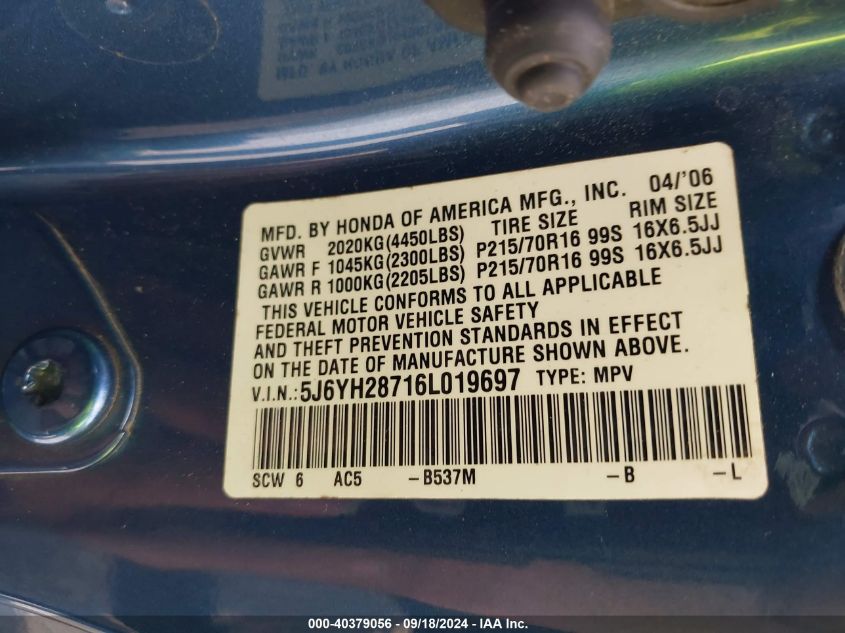 MFD. BY HONDA OF AMERICA MFG., INC. 04/'06
GVWR 2020KG(4450LBS) TIRE SIZE RIM SIZE
GAWR F 1045KG(2300LBS) P215/70R16 99S 16X6.5JJ
GAWR R 1000KG(2205LBS) P215/70R16 99S 16X6.5JJ
THIS VEHICLE CONFORMS TO ALL APPLICABLE
FEDERAL MOTOR VEHICLE SAFETY
AND THEFT PREVENTION STANDARDS IN EFFECT
ON THE DATE OF MANUFACTURE SHOWN ABOVE.
V.I.N.:5J6YH28716L019697 TYPE: MPV
SCW 6 AC5 -B537M -B -L
000-40379056 - 09/18/2024 - IAA Inc.